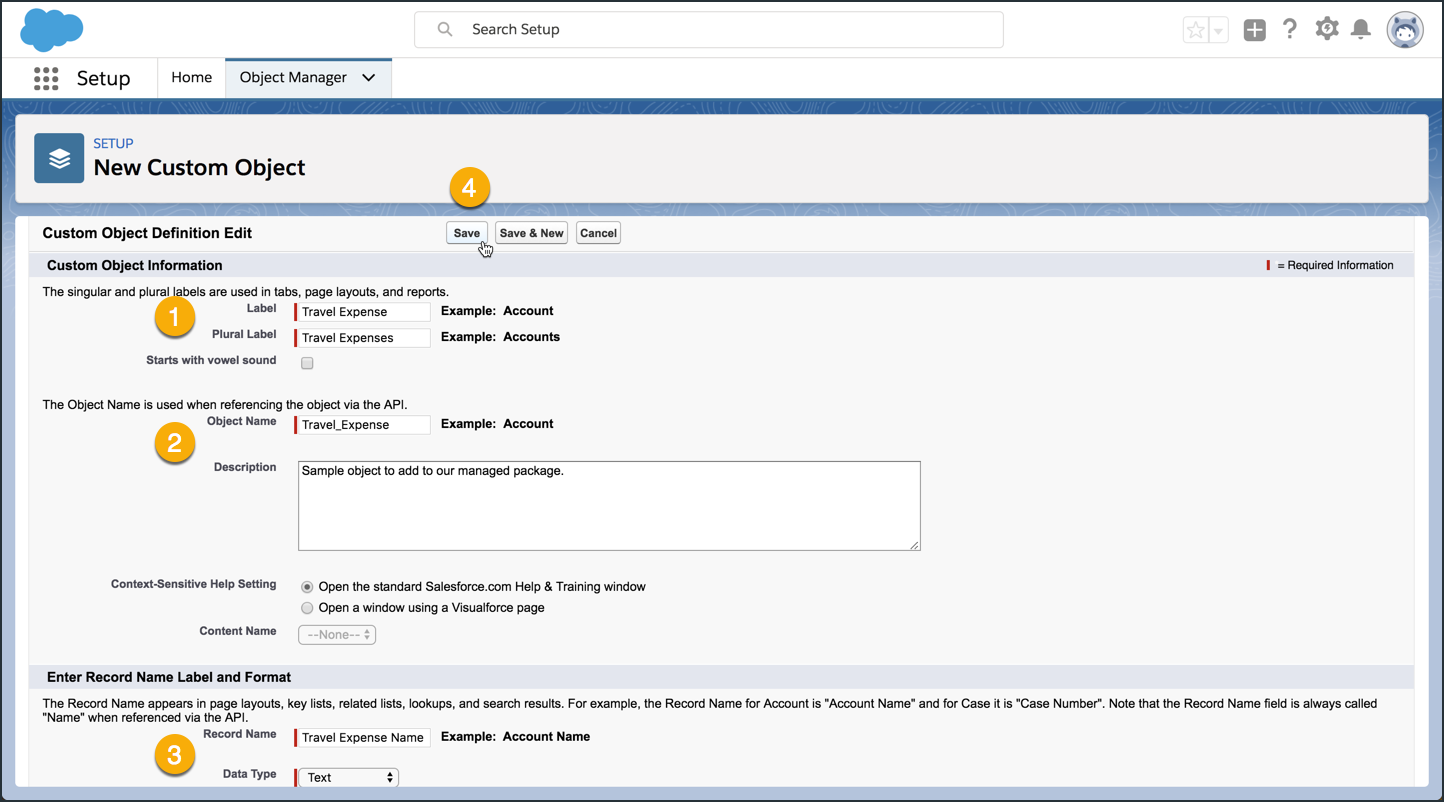 Search Setup
Setup
Home
Object Manager
SETUP
New Custom Object
4
Custom Object Definition Edit
Save
Save & New
Cancel
Custom Object Information
= Required Information
The singular and plural labels are used in tabs, page layouts, and reports.
1
Label
Travel Expense
Example: Account
Plural Label
Travel Expenses
Example: Accounts
Starts with vowel sound
The Object Name is used when referencing the object via the API.
2
Object Name
Travel_Expense
Example: Account
Description
Sample object to add to our managed package.
Context-Sensitive Help Setting
Open the standard Salesforce.com Help & Training window
Open a window using a Visualforce page
Content Name
--None--
Enter Record Name Label and Format
The Record Name appears in page layouts, key lists, related lists, lookups, and search results. For example, the Record Name for Account is "Account Name" and for Case it is "Case Number". Note that the Record Name field is always called
"Name" when referenced via the API.
3
Record Name
Travel Expense Name
Example: Account Name
Data Type
Text